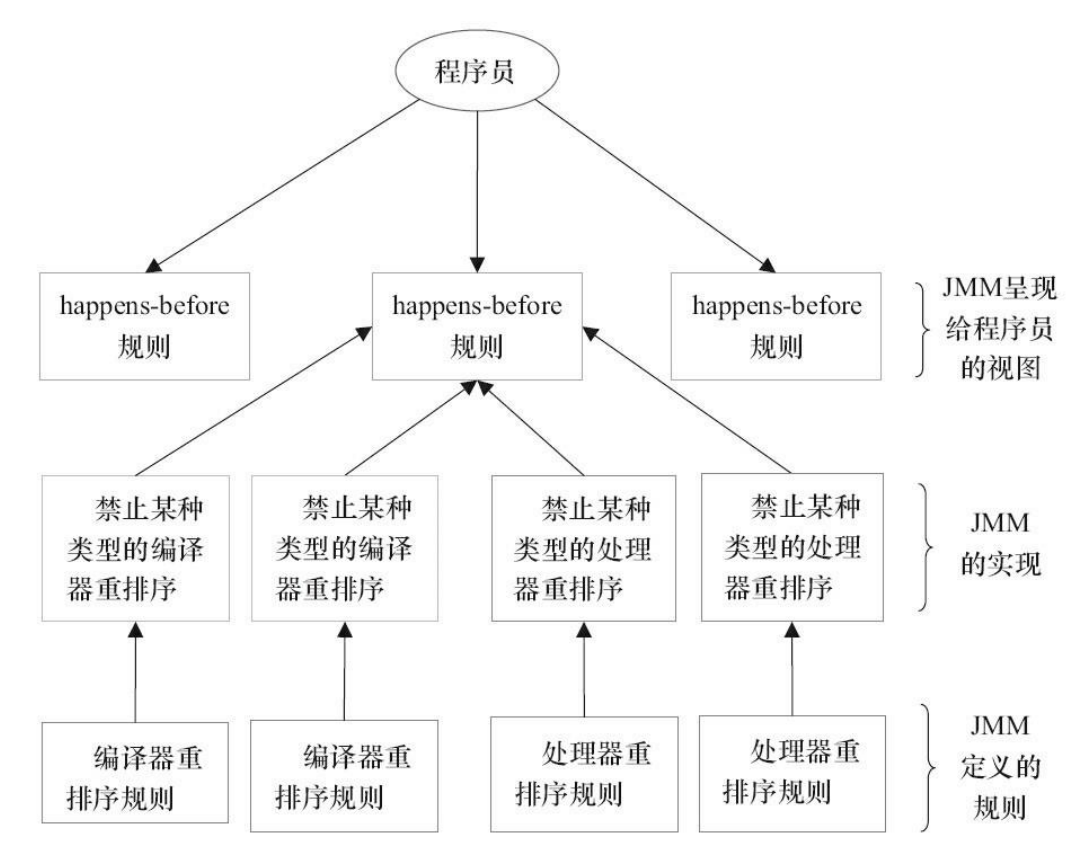 程序员
happens-before
规则
happens-before
规则
happens-before
规则
JMM呈现
给程序员
的视图
禁止某种
类型的编译
器重排序
禁止某种
类型的编译
器重排序
禁止某种
类型的处理
器重排序
禁止某种
类型的处理
器重排序
JMM
的实现
编译器重
排序规则
编译器重
排序规则
处理器重
排序规则
处理器重
排序规则
JMM
定义的
规则